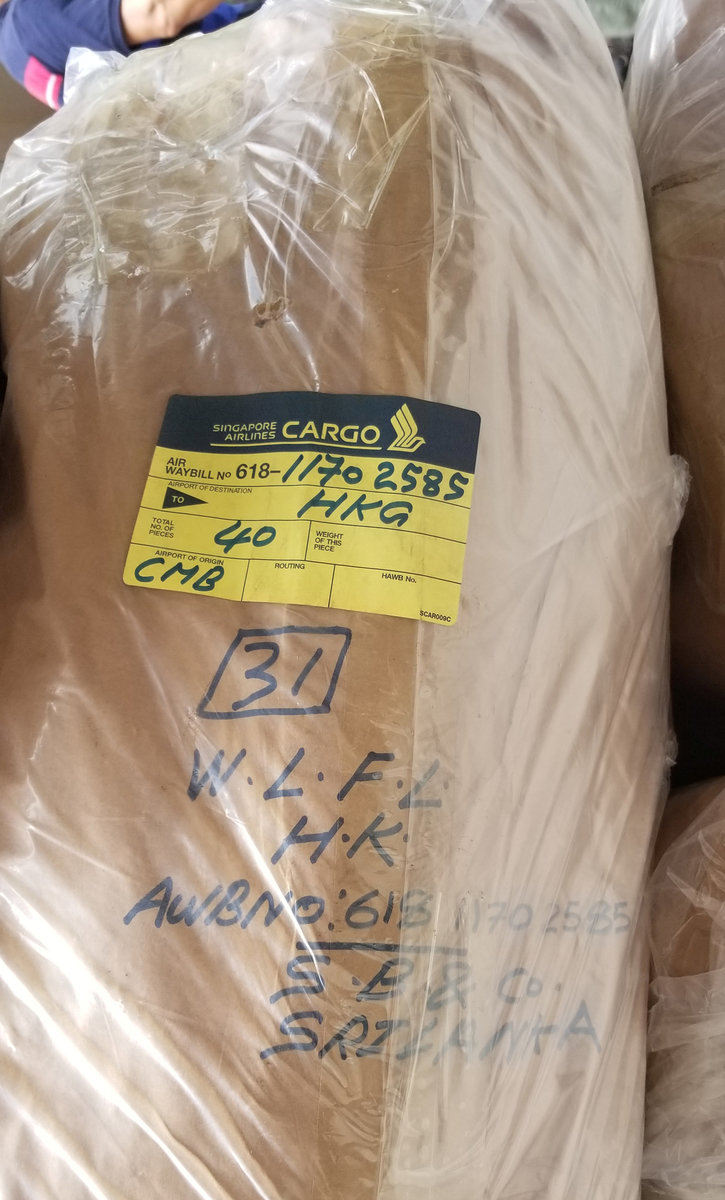 SINGAPORE
AIRLINES CARGO
AIR
WAYBILL No 618-1170 2585
AIRPORT OF DESTINATION
TO HKG
TOTAL
NO. OF
PIECES 40
WEIGHT
OF THIS
PIECE
AIRPORT OF ORIGIN
CMB
ROUTING
HAWB No.
SCAR009C
31
W.L.F.L.
H.K.
AWBNO: 618 1170 2585
S.B.& Co.
SRILANKA